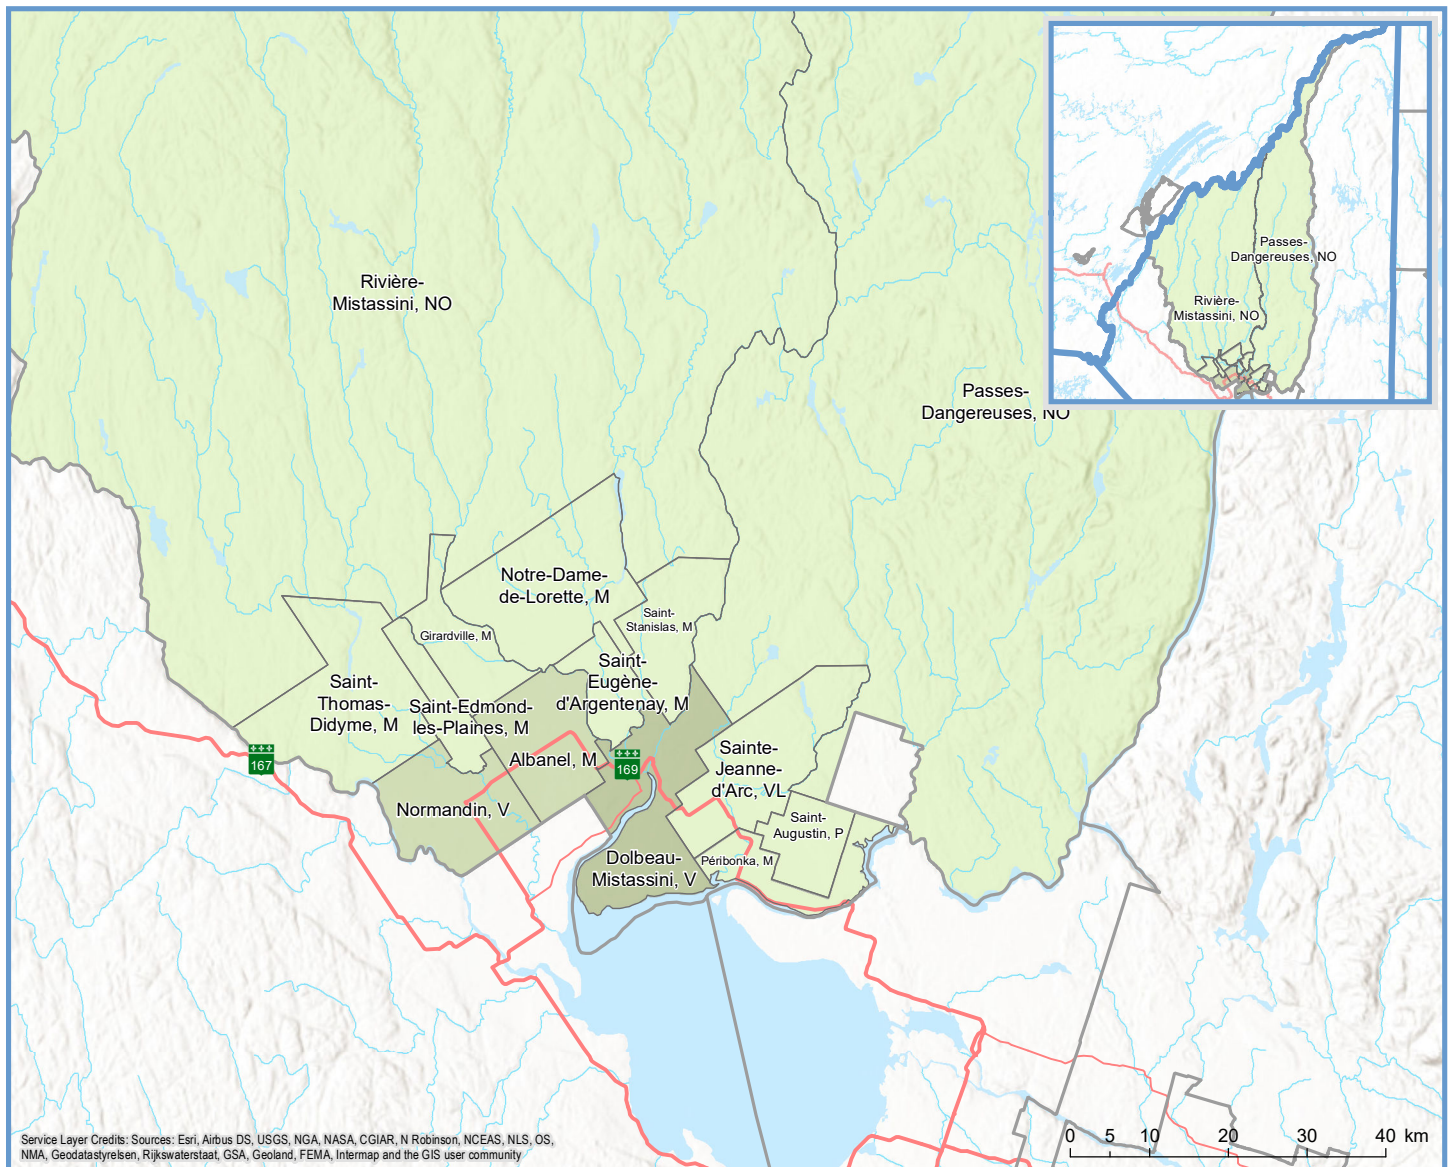 Passes-
Dangereuses, NO
Rivière-
Mistassini, NO
Rivière-
Mistassini, NO
Passes-
Dangereuses, NO
Notre-Dame-
de-Lorette, M
Saint-
Stanislas, M
Girardville, M
Saint-
Eugène-
d'Argentenay, M
Saint-
Thomas-
Didyme, M
Saint-Edmond-
les-Plaines, M
Albanel, M
Sainte-
Jeanne-
d'Arc, VL
167
169
Normandin, V
Saint-
Augustin, P
Dolbeau-
Mistassini, V
Péribonka, M
0 5 10 20 30 40 km
Service Layer Credits: Sources: Esri, Airbus DS, USGS, NGA, NASA, CGIAR, N Robinson, NCEAS, NLS, OS,
NMA, Geodatastyrelsen, Rijkswaterstaat, GSA, Geoland, FEMA, Intermap and the GIS user community